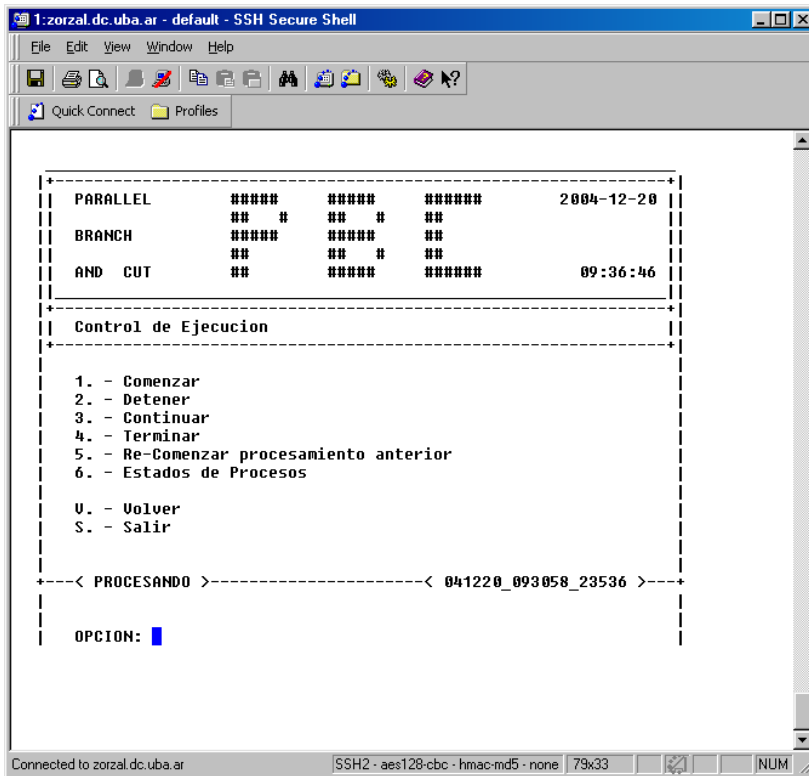 1:zorzal.dc.uba.ar - default - SSH Secure Shell
File Edit View Window Help
Quick Connect Profiles
PARALLEL ##### ##### ###### 2004-12-20
## # ## # ##
BRANCH ##### #### ##
## ## # ##
AND CUT ## ##### ###### 09:36:46
Control de Ejecucion
1. - Comenzar
2. - Detener
3. - Continuar
4. - Terminar
5. - Re-Comenzar procesamiento anterior
6. - Estados de Procesos
V. - Volver
S. - Salir
+---< PROCESANDO >----------------------< 041220_093058_23536 >---+
OPCION:
Connected to zorzal.dc.uba.ar SSH2 - aes128-cbc - hmac-md5 - none 79x33 NUM